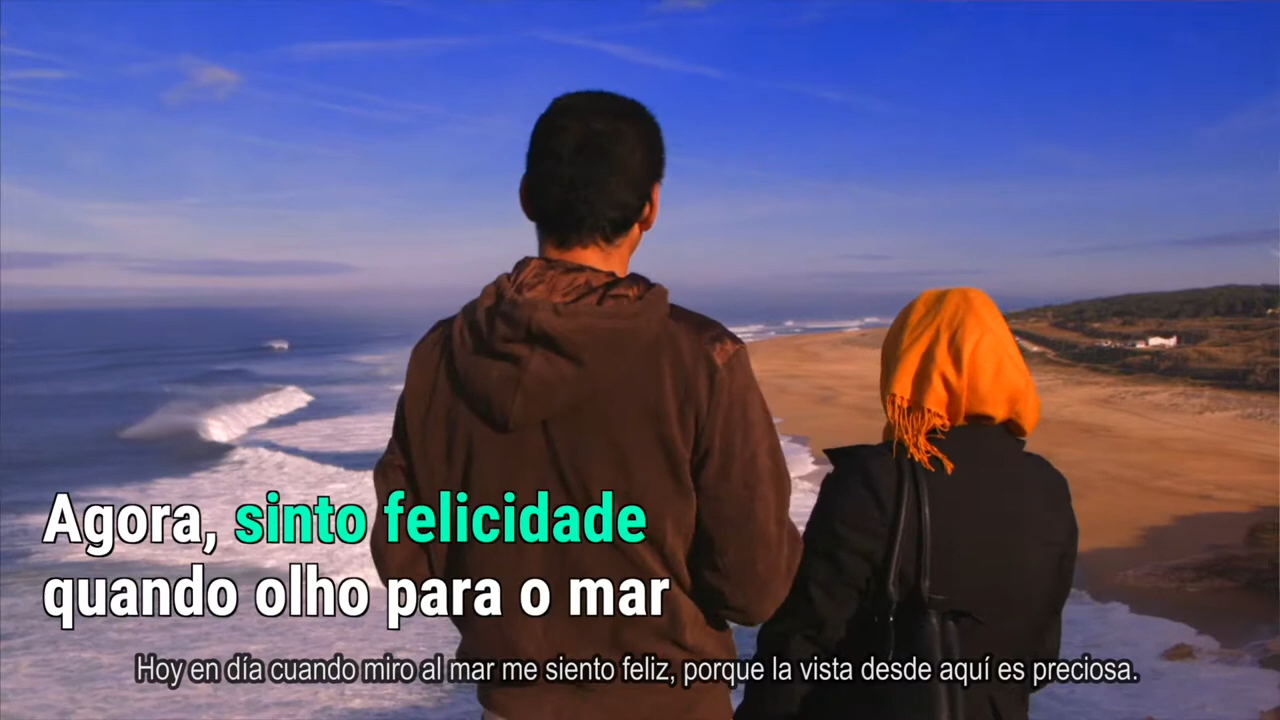 Agora, sinto felicidade
quando olho para o mar
Hoy en día cuando miro al mar me siento feliz, porque la vista desde aquí es preciosa.